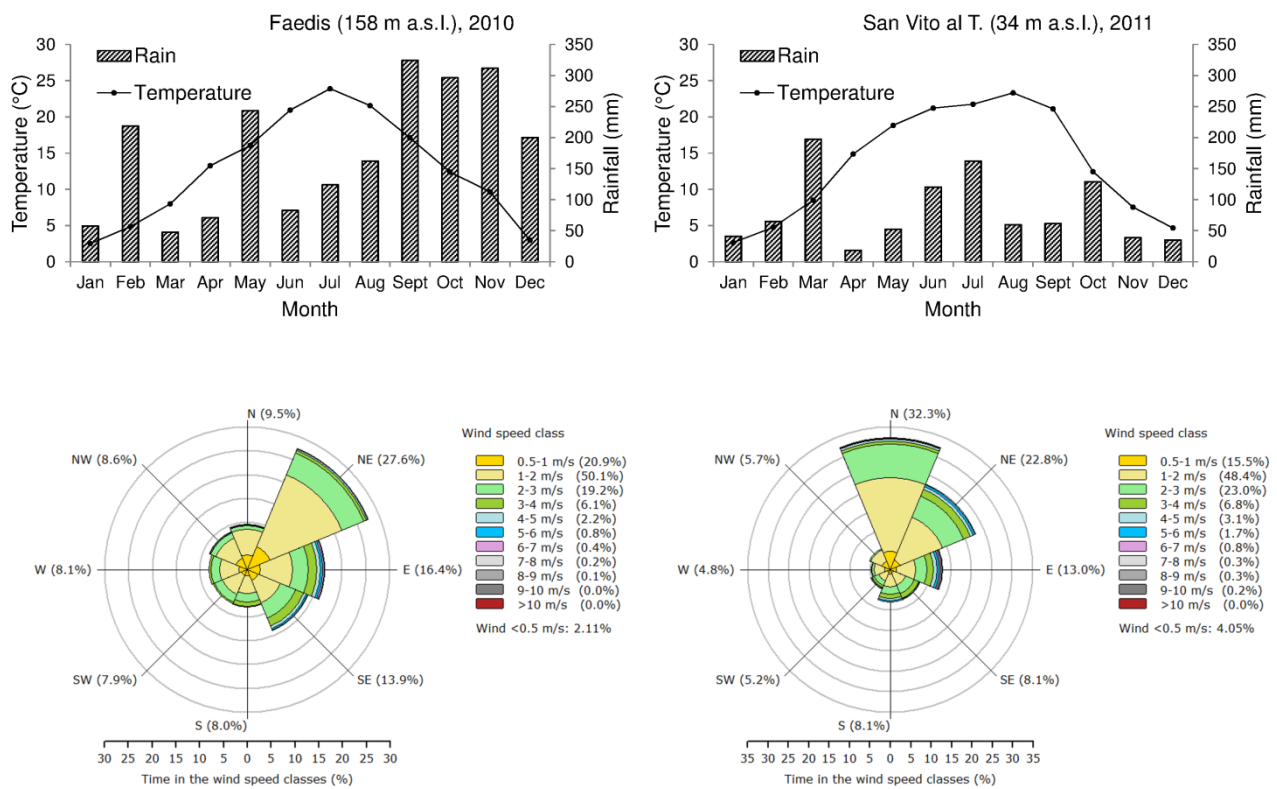 Faedis (158 m a.s.l.), 2010
Temperature (°C)
30
25
20
15
10
5
0
Rain
Temperature
350
300
250
200
150
100
50
0
Rainfall (mm)
Jan Feb Mar Apr May Jun Jul Aug Sept Oct Nov Dec
Month
San Vito al T. (34 m a.s.l.), 2011
Temperature (°C)
30
25
20
15
10
5
0
Rain
Temperature
350
300
250
200
150
100
50
0
Rainfall (mm)
Jan Feb Mar Apr May Jun Jul Aug Sept Oct Nov Dec
Month
N (9.5%)
NW (8.6%)
NE (27.6%)
W (8.1%)
E (16.4%)
SW (7.9%)
SE (13.9%)
S (8.0%)
Wind speed class
0.5-1 m/s (20.9%)
1-2 m/s (50.1%)
2-3 m/s (19.2%)
3-4 m/s (6.1%)
4-5 m/s (2.2%)
5-6 m/s (0.8%)
6-7 m/s (0.4%)
7-8 m/s (0.2%)
8-9 m/s (0.1%)
9-10 m/s (0.0%)
>10 m/s (0.0%)
Wind <0.5 m/s: 2.11%
30 25 20 15 10 5 0 5 10 15 20 25 30
Time in the wind speed classes (%)
N (32.3%)
NW (5.7%)
NE (22.8%)
W (4.8%)
E (13.0%)
SW (5.2%)
SE (8.1%)
S (8.1%)
Wind speed class
0.5-1 m/s (15.5%)
1-2 m/s (48.4%)
2-3 m/s (23.0%)
3-4 m/s (6.8%)
4-5 m/s (3.1%)
5-6 m/s (1.7%)
6-7 m/s (0.8%)
7-8 m/s (0.3%)
8-9 m/s (0.3%)
9-10 m/s (0.2%)
>10 m/s (0.0%)
Wind <0.5 m/s: 4.05%
35 30 25 20 15 10 5 0 5 10 15 20 25 30 35
Time in the wind speed classes (%)